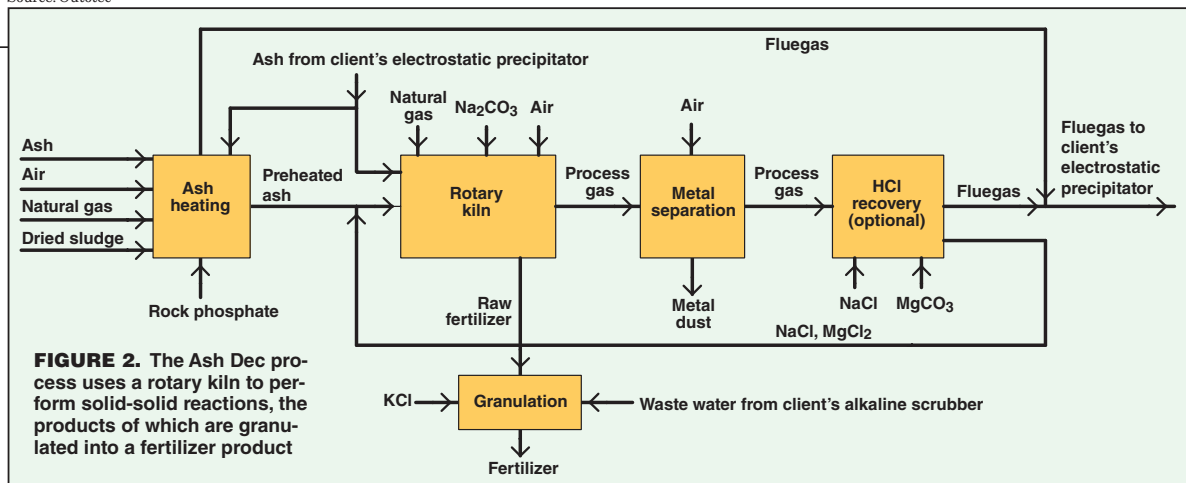 Source: Outotec
Fluegas
Ash from client's electrostatic precipitator
Natural
gas
Na2CO3
Air
Air
Fluegas to
client's
electrostatic
precipitator
Ash
Air
Natural gas
Dried sludge
Ash
heating
Preheated
ash
Rotary
kiln
Process
gas
Metal
separation
Process
gas
HCl
recovery
(optional)
Fluegas
Rock phosphate
Raw
fertilizer
Metal
dust
NaCl
MgCO3
NaCl, MgCl2
FIGURE 2. The Ash Dec pro-
cess uses a rotary kiln to per-
form solid-solid reactions, the
products of which are granu-
lated into a fertilizer product
KCl
Granulation
Waste water from client's alkaline scrubber
Fertilizer